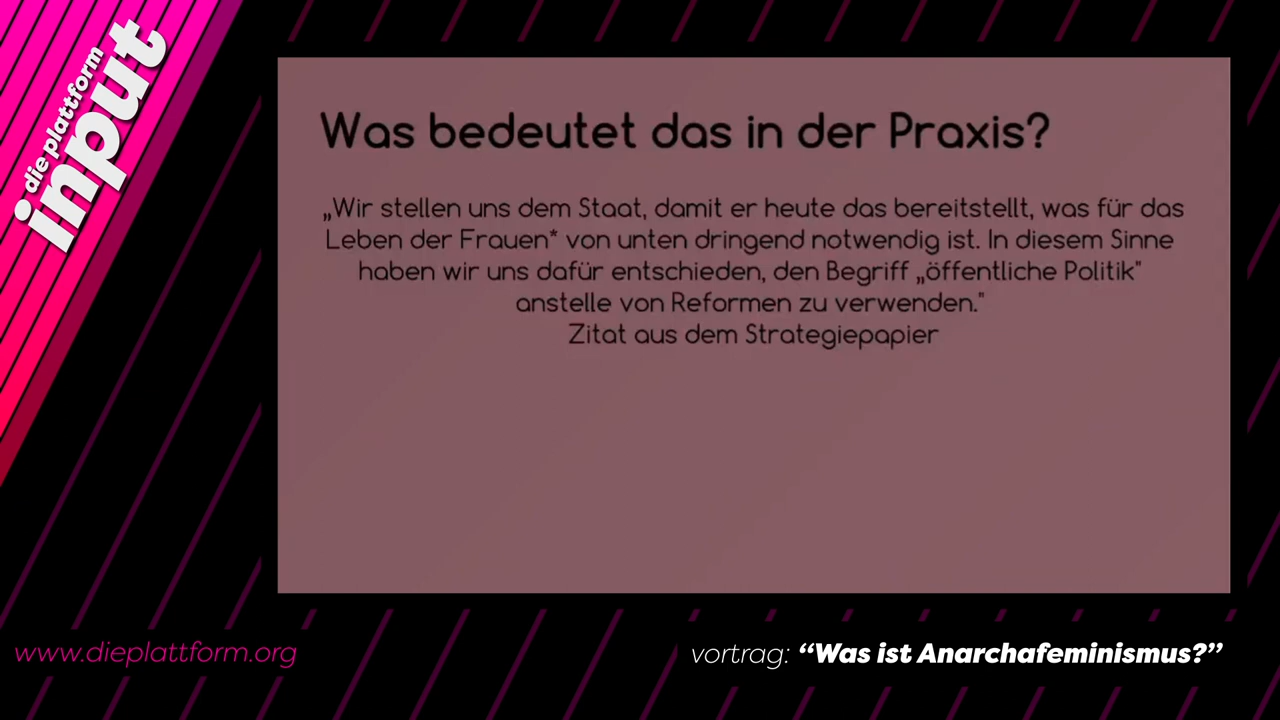 die plattform
input
Was bedeutet das in der Praxis?
„Wir stellen uns dem Staat, damit er heute das bereitstellt, was für das
Leben der Frauen* von unten dringend notwendig ist. In diesem Sinne
haben wir uns dafür entschieden, den Begriff „öffentliche Politik"
anstelle von Reformen zu verwenden."
Zitat aus dem Strategiepapier
www.dieplattform.org
vortrag: “Was ist Anarchafeminismus?”